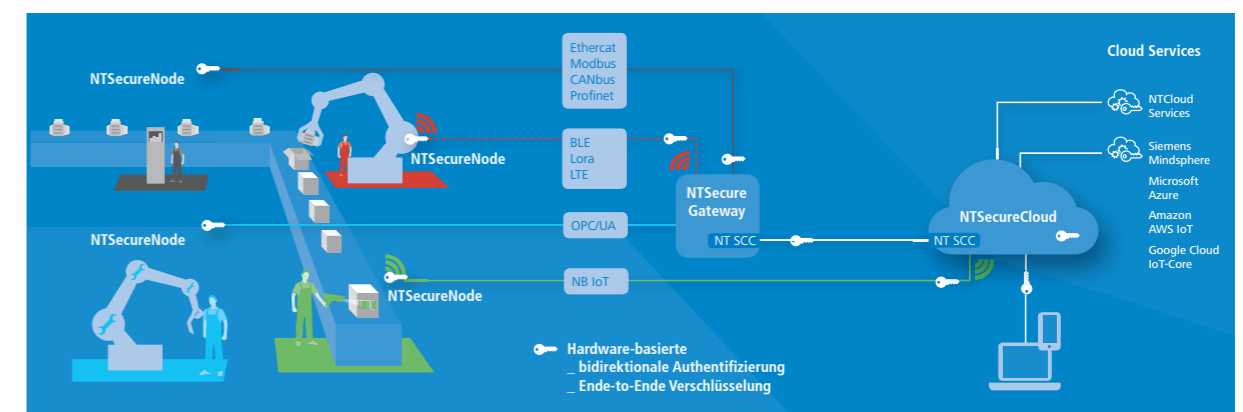 NTSecureNode
Ethercat
Modbus
CANbus
Profinet
Cloud Services
NTCloud
Services
BLE
Lora
LTE
NTSecureNode
Siemens
Mindsphere
Microsoft
Azure
Amazon
AWS IoT
Google Cloud
IoT-Core
NTSecure
Gateway
NT SCC
NTSecureCloud
NT SCC
NTSecureNode
OPC/UA
NTSecureNode
NB IoT
Hardware-basierte
_ bidirektionale Authentifizierung
_ Ende-to-Ende Verschlüsselung